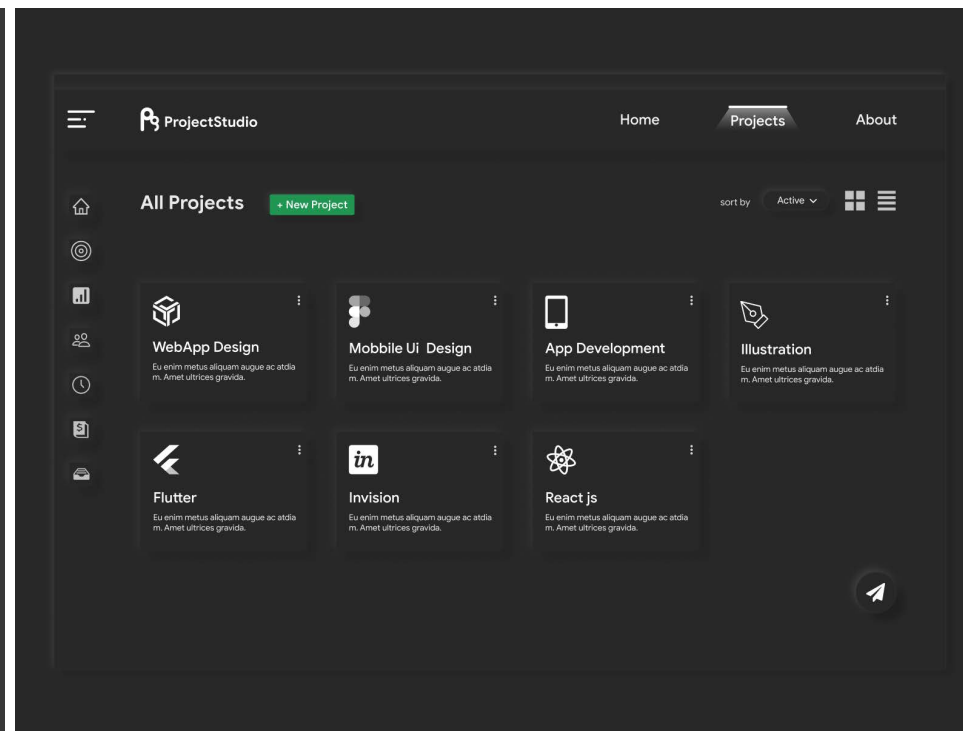 ProjectStudio
Home
Projects
About
All Projects
+ New Project
sort by
Active
WebApp Design
Eu enim metus aliquam augue ac atdia
m. Amet ultrices gravida.
Mobbile Ui Design
Eu enim metus aliquam augue ac atdia
m. Amet ultrices gravida.
App Development
Eu enim metus aliquam augue ac atdia
m. Amet ultrices gravida.
Illustration
Eu enim metus aliquam augue ac atdia
m. Amet ultrices gravida.
Flutter
Eu enim metus aliquam augue ac atdia
m. Amet ultrices gravida.
in
Invision
Eu enim metus aliquam augue ac atdia
m. Amet ultrices gravida.
React js
Eu enim metus aliquam augue ac atdia
m. Amet ultrices gravida.